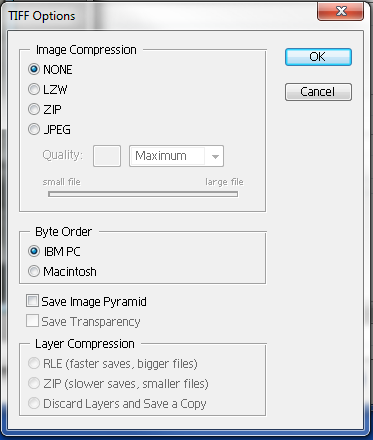 TIFF Options
Image Compression
NONE
LZW
ZIP
JPEG
Quality: Maximum
small file large file
OK
Cancel
Byte Order
IBM PC
Macintosh
Save Image Pyramid
Save Transparency
Layer Compression
RLE (faster saves, bigger files)
ZIP (slower saves, smaller files)
Discard Layers and Save a Copy